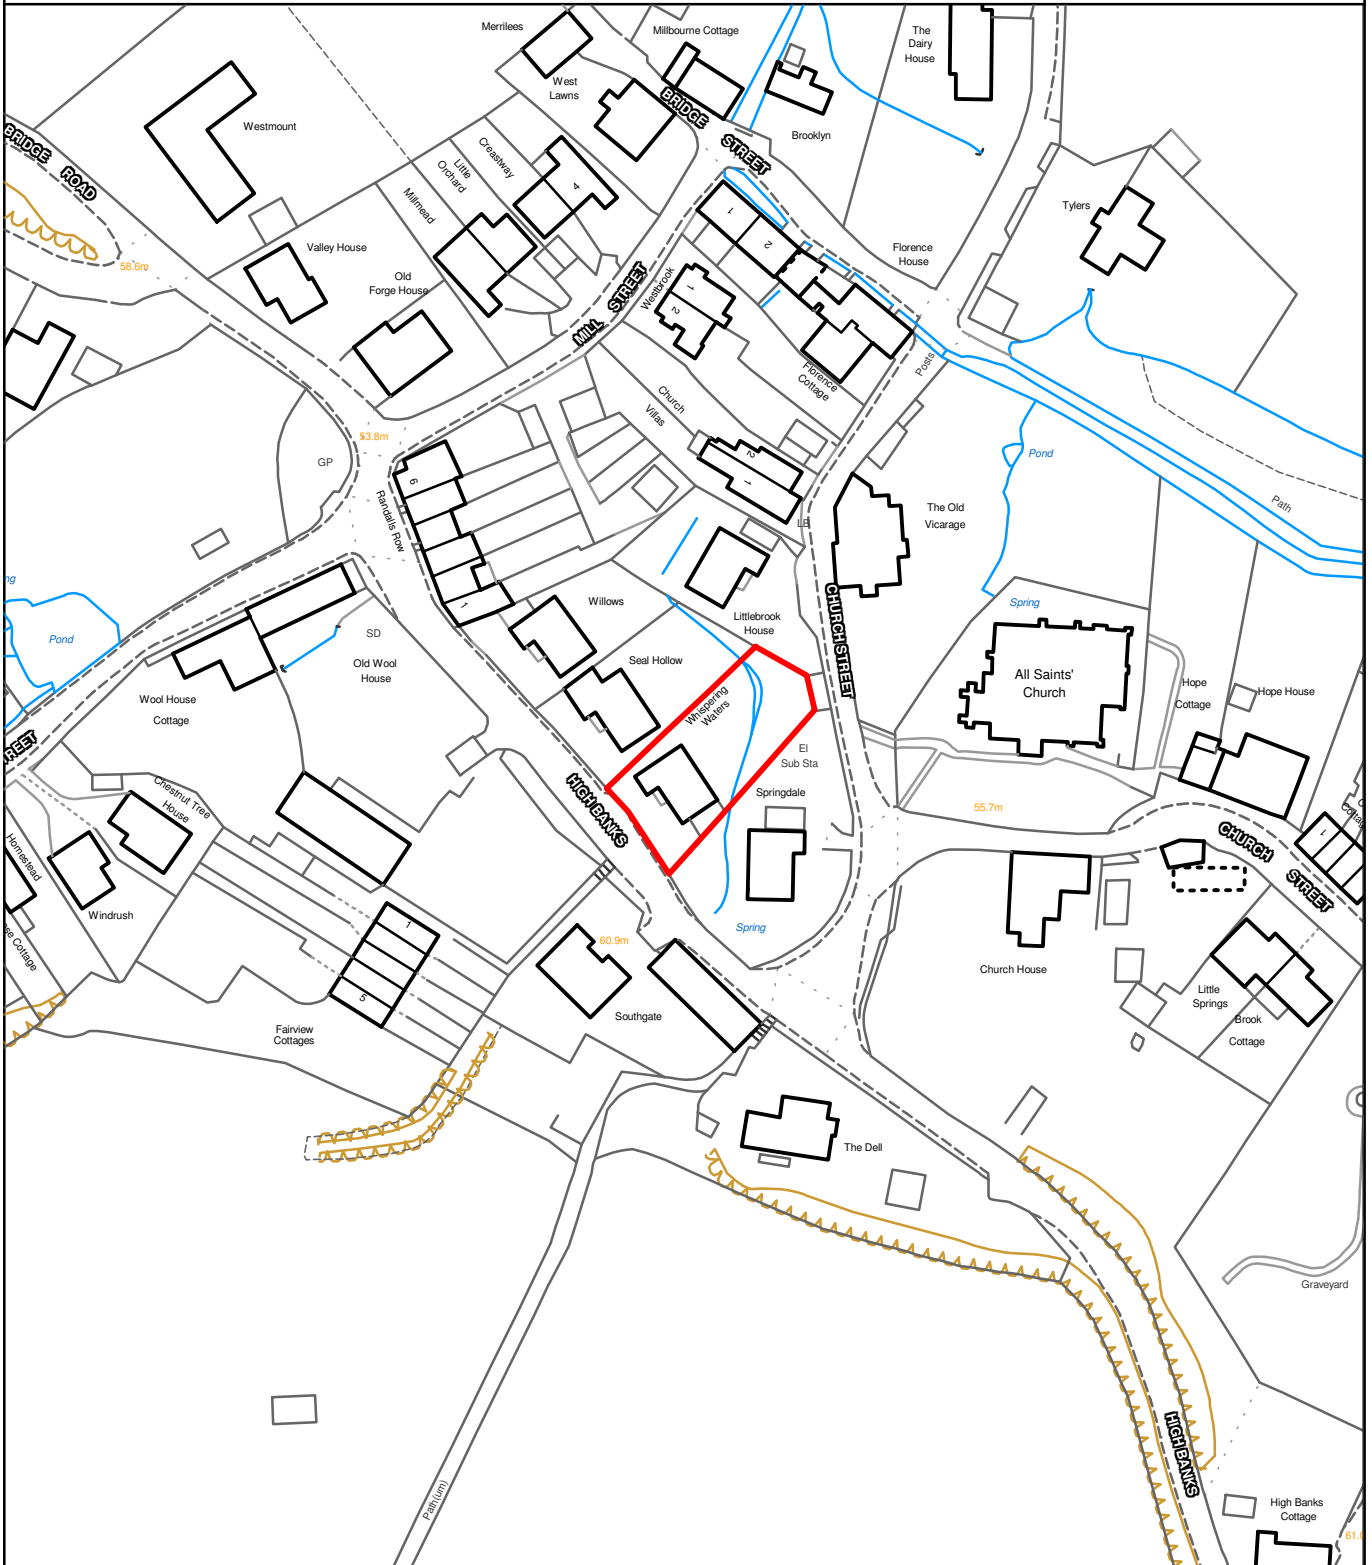 Merrilees
Millbourne Cottage
The
Dairy
House
West
Lawns
BRIDGE
STREET
Brooklyn
Westmount
BRIDGE
ROAD
Creastway
Little
Orchard
Millmead
4
Tylers
1
2
Valley House
Florence
House
58.6m
Old
Forge House
MILL
STREET
Westbrook
1
2
Posts
Florence
Cottage
Church
Villas
53.8m
GP
2
1
Pond
6
Randalls Row
Path
The Old
Vicarage
LB
Willows
Spring
1
Littlebrook
House
CHURCH STREET
Pond
SD
Old Wool
House
Seal Hollow
All Saints'
Church
Wool House
Cottage
Whispering
Waters
Hope
Cottage
Hope House
El
Sub Sta
Springdale
55.7m
Chestnut Tree
House
HIGH BANKS
CHURCH
STREET
1
Homestead
Windrush
1
Spring
60.9m
Church House
5
Little
Springs
Southgate
Brook
Cottage
Fairview
Cottages
The Dell
Graveyard
HIGH BANKS
Path(um)
High Banks
Cottage